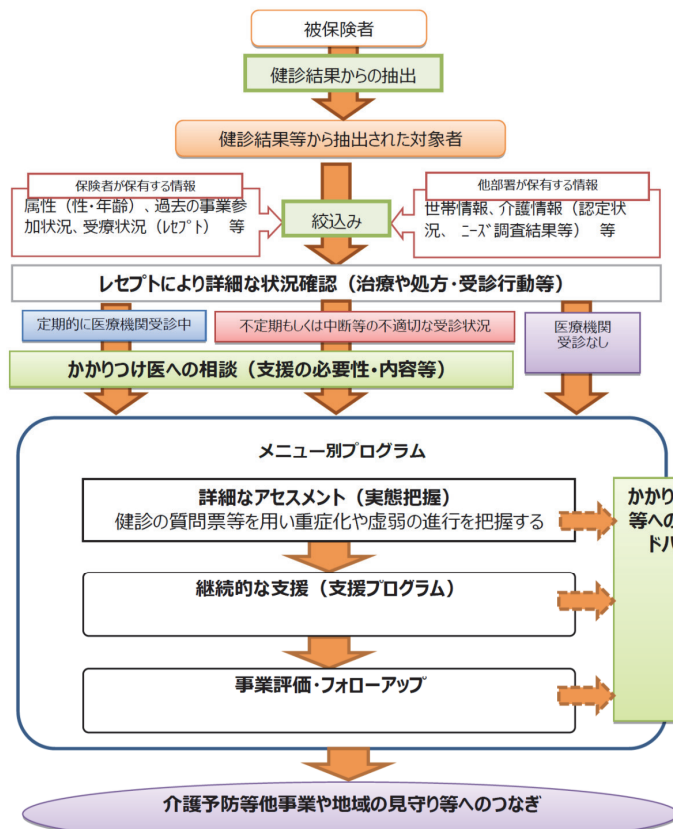 被保険者
健診結果からの抽出
健診結果等から抽出された対象者
保険者が保有する情報
属性(性・年齢)、過去の事業参
加状況、受療状況(レセプト) 等
絞込み
他部署が保有する情報
世帯情報、介護情報(認定状
況、ニーズ調査結果等) 等
レセプトにより詳細な状況確認(治療や処方・受診行動等)
定期的に医療機関受診中
不定期もしくは中断等の不適切な受診状況
医療機関
受診なし
かかりつけ医への相談(支援の必要性・内容等)
メニュー別プログラム
詳細なアセスメント(実態把握)
健診の質問票等を用い重症化や虚弱の進行を把握する
継続的な支援(支援プログラム)
事業評価・フォローアップ
かかり
等への
ドバ
介護予防等他事業や地域の見守り等へのつなぎ